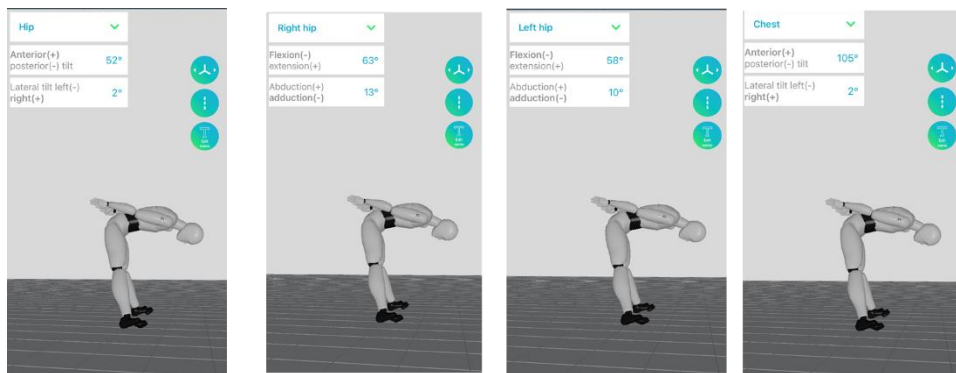 Hip
Anterior(+)
posterior(-) tilt
52°
Lateral tilt left(-)
right(+)
2°
Right hip
Flexion(-)
extension(+)
63°
Abduction(+)
adduction(-)
13°
Left hip
Flexion(-)
extension(+)
58°
Abduction(+)
adduction(-)
10°
Chest
Anterior(+)
posterior(-) tilt
105°
Lateral tilt left(-)
right(+)
2°